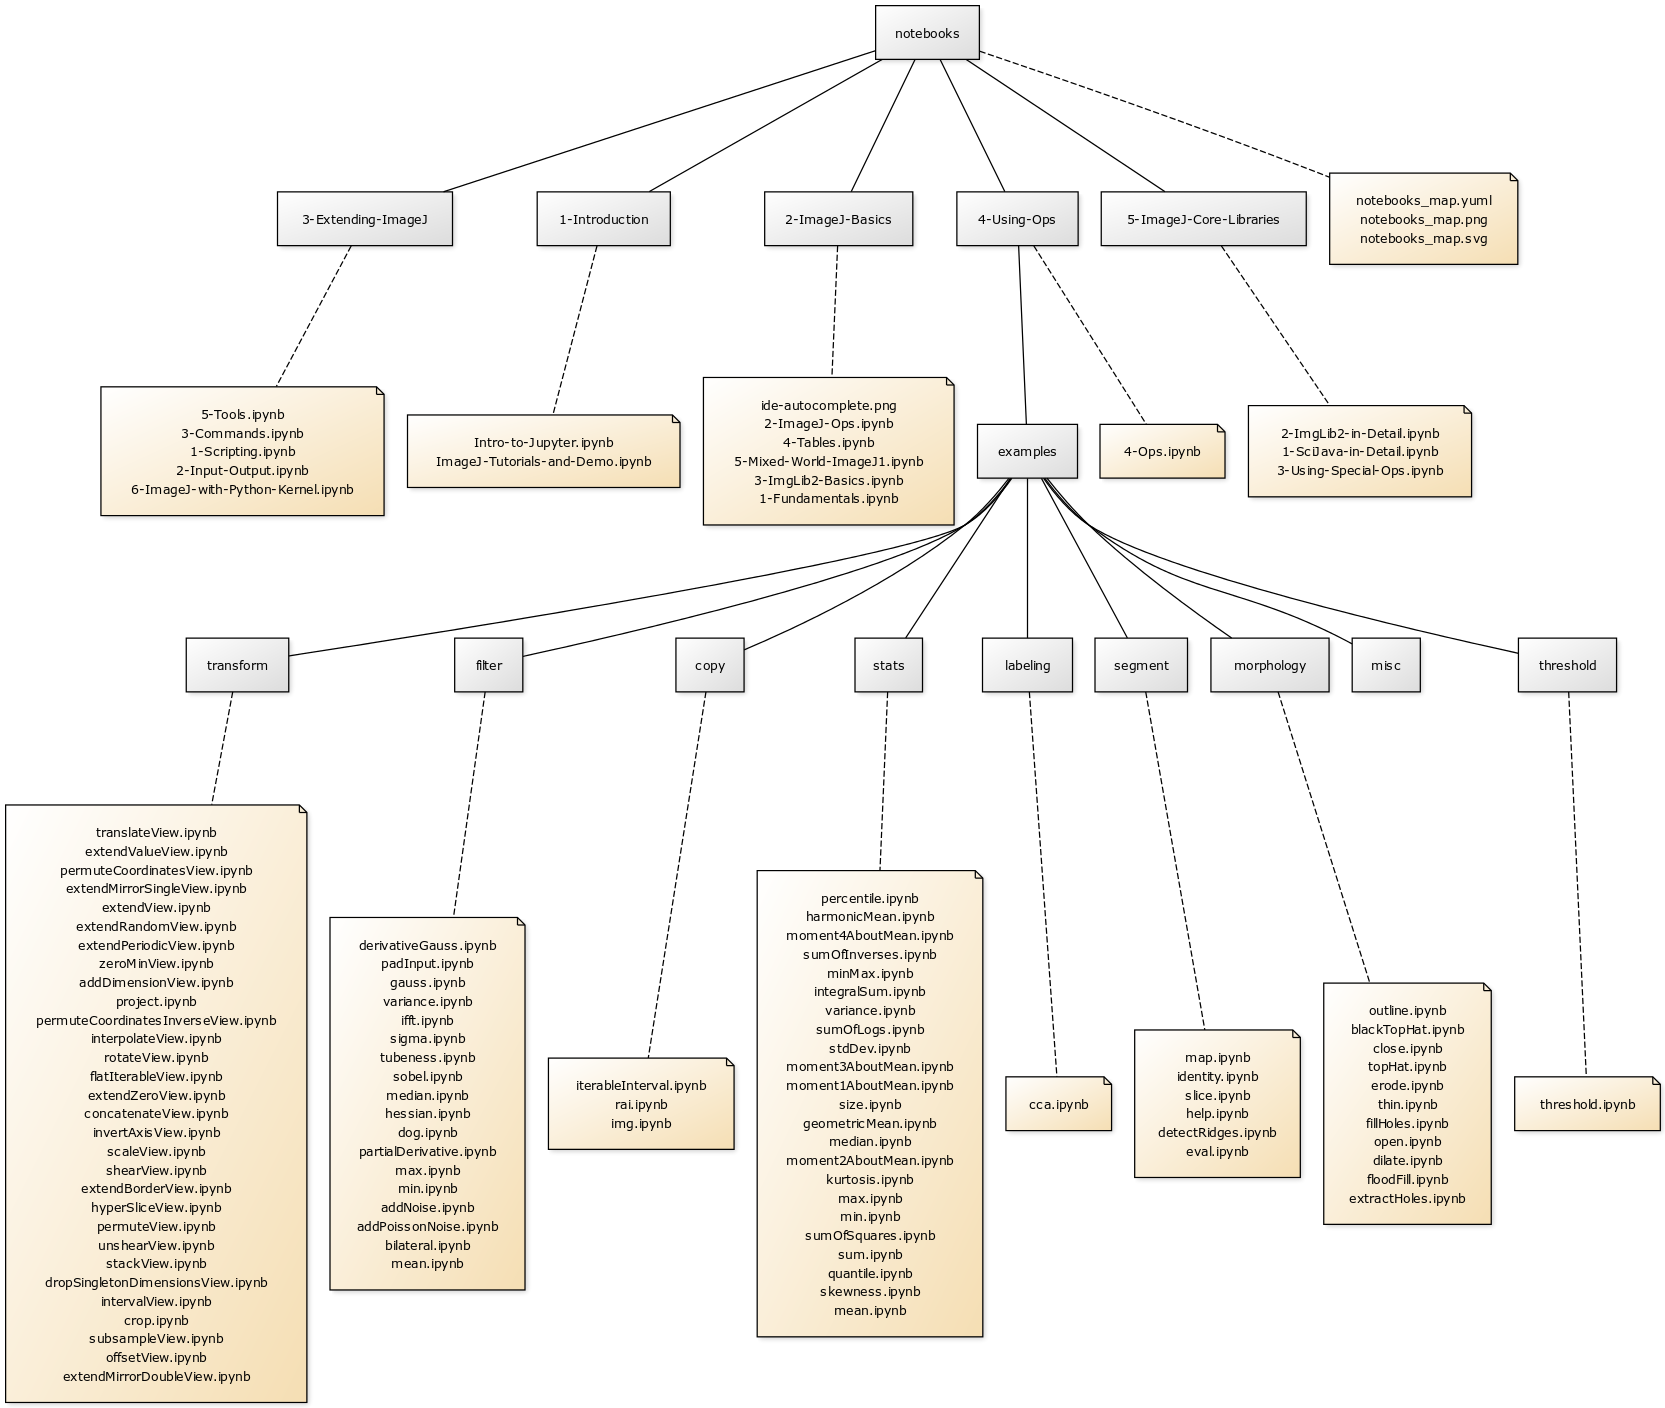 notebooks
3-Extending-ImageJ
1-Introduction
2-ImageJ-Basics
4-Using-Ops
5-ImageJ-Core-Libraries
notebooks_map.yuml
notebooks_map.png
notebooks_map.svg
5-Tools.ipynb
3-Commands.ipynb
1-Scripting.ipynb
2-Input-Output.ipynb
6-ImageJ-with-Python-Kernel.ipynb
Intro-to-Jupyter.ipynb
ImageJ-Tutorials-and-Demo.ipynb
ide-autocomplete.png
2-ImageJ-Ops.ipynb
4-Tables.ipynb
5-Mixed-World-ImageJ1.ipynb
3-ImgLib2-Basics.ipynb
1-Fundamentals.ipynb
examples
4-Ops.ipynb
2-ImgLib2-in-Detail.ipynb
1-SciJava-in-Detail.ipynb
3-Using-Special-Ops.ipynb
transform
filter
copy
stats
labeling
segment
morphology
misc
threshold
translateView.ipynb
extendValueView.ipynb
permuteCoordinatesView.ipynb
extendMirrorSingleView.ipynb
extendView.ipynb
extendRandomView.ipynb
extendPeriodicView.ipynb
zeroMinView.ipynb
addDimensionView.ipynb
project.ipynb
permuteCoordinatesInverseView.ipynb
interpolateView.ipynb
rotateView.ipynb
flatIterableView.ipynb
extendZeroView.ipynb
concatenateView.ipynb
invertAxisView.ipynb
scaleView.ipynb
shearView.ipynb
extendBorderView.ipynb
hyperSliceView.ipynb
permuteView.ipynb
unshearView.ipynb
stackView.ipynb
dropSingletonDimensionsView.ipynb
intervalView.ipynb
crop.ipynb
subsampleView.ipynb
offsetView.ipynb
extendMirrorDoubleView.ipynb
derivativeGauss.ipynb
padInput.ipynb
gauss.ipynb
variance.ipynb
ifft.ipynb
sigma.ipynb
tubeness.ipynb
sobel.ipynb
median.ipynb
hessian.ipynb
dog.ipynb
partialDerivative.ipynb
max.ipynb
min.ipynb
addNoise.ipynb
addPoissonNoise.ipynb
bilateral.ipynb
mean.ipynb
iterableInterval.ipynb
rai.ipynb
img.ipynb
percentile.ipynb
harmonicMean.ipynb
moment4AboutMean.ipynb
sumOfInverses.ipynb
minMax.ipynb
integralSum.ipynb
variance.ipynb
sumOfLogs.ipynb
stdDev.ipynb
moment3AboutMean.ipynb
moment1AboutMean.ipynb
size.ipynb
geometricMean.ipynb
median.ipynb
moment2AboutMean.ipynb
kurtosis.ipynb
max.ipynb
min.ipynb
sumOfSquares.ipynb
sum.ipynb
quantile.ipynb
skewness.ipynb
mean.ipynb
cca.ipynb
map.ipynb
identity.ipynb
slice.ipynb
help.ipynb
detectRidges.ipynb
eval.ipynb
outline.ipynb
blackTopHat.ipynb
close.ipynb
topHat.ipynb
erode.ipynb
thin.ipynb
fillHoles.ipynb
open.ipynb
dilate.ipynb
floodFill.ipynb
extractHoles.ipynb
threshold.ipynb